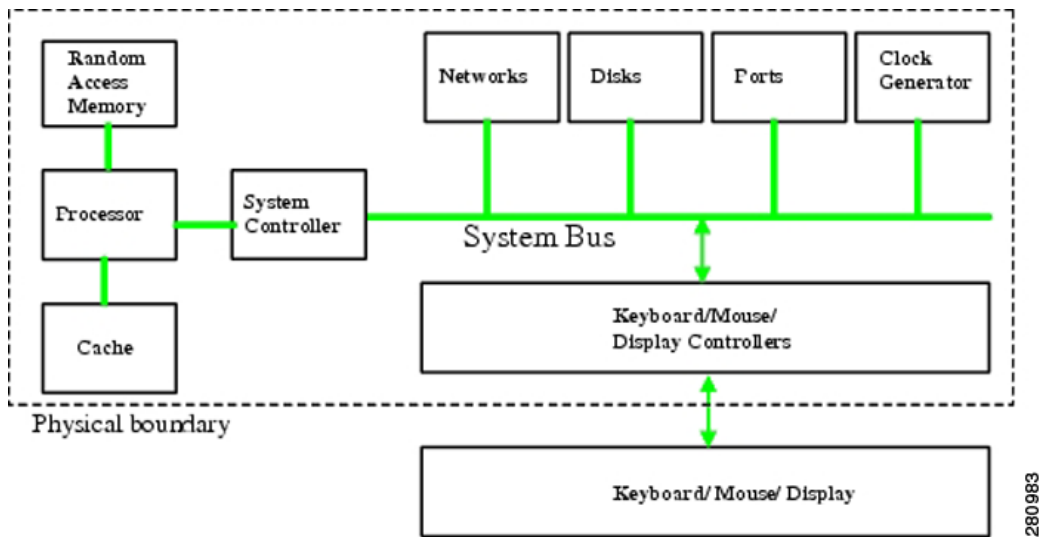 Random
Access
Memory
Networks
Disks
Ports
Clock
Generator
Processor
System
Controller
System Bus
Cache
Keyboard/Mouse/
Display Controllers
Physical boundary
Keyboard/ Mouse/ Display
280983